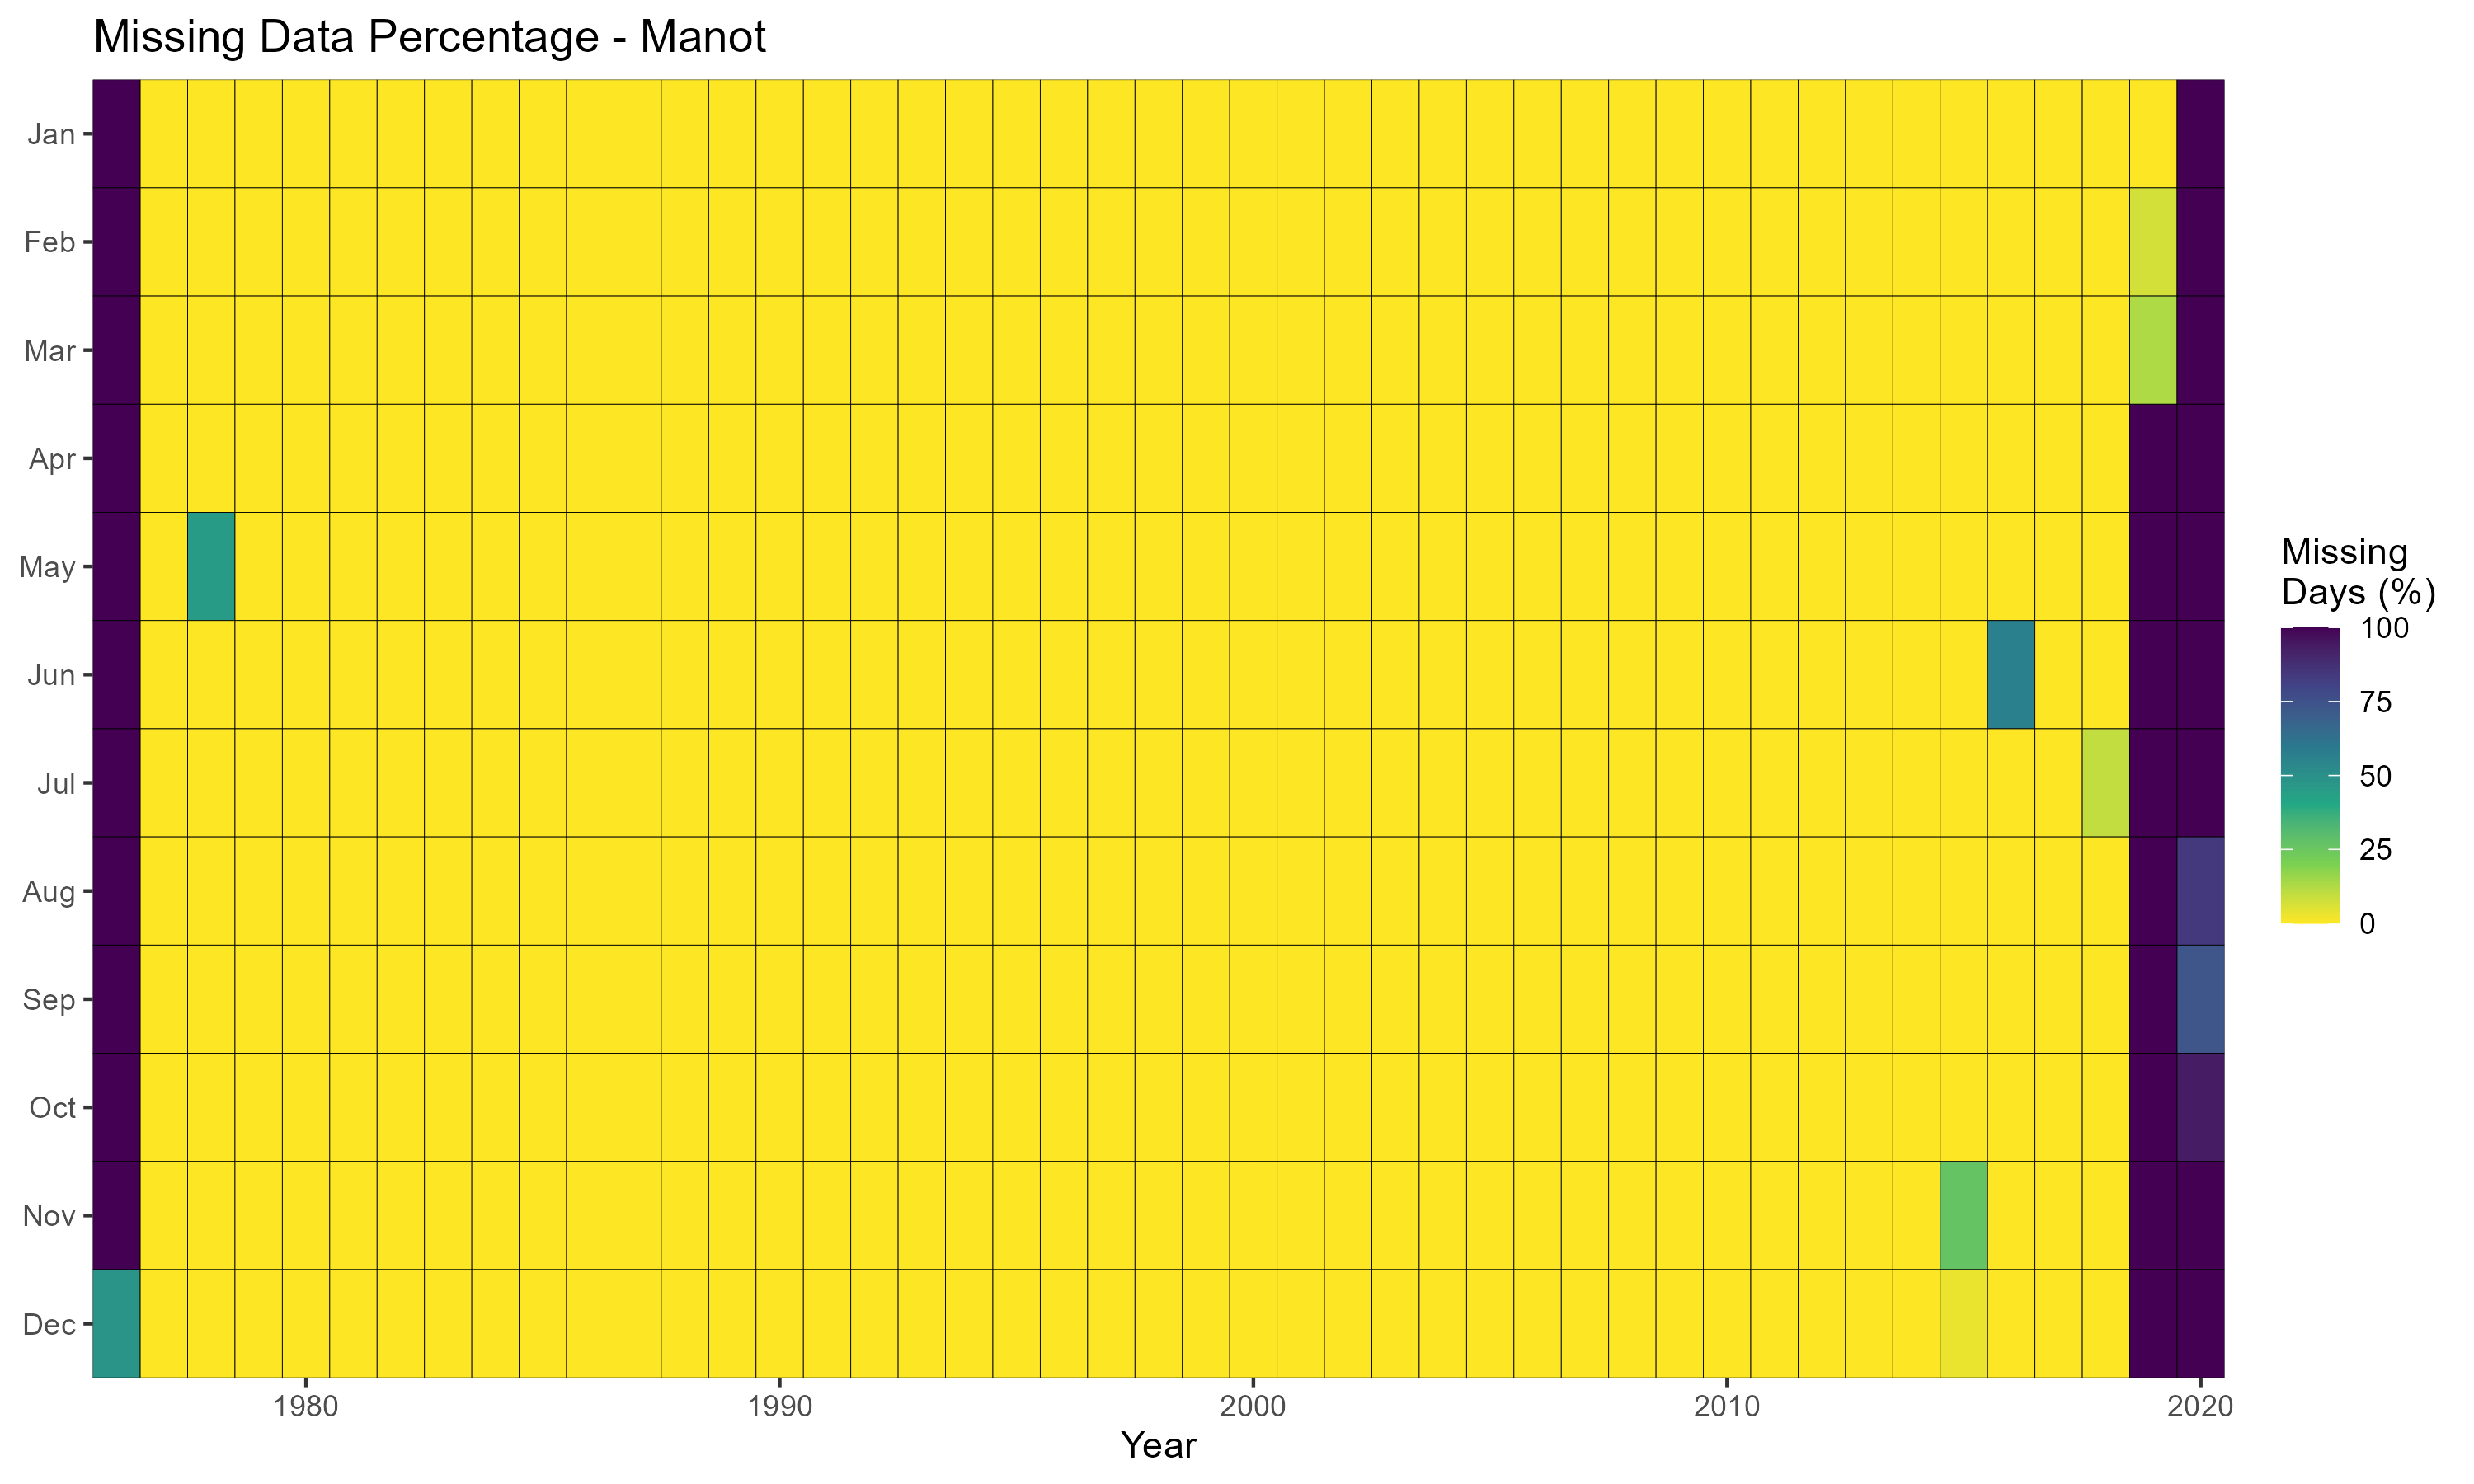 Missing Data Percentage - Manot
Jan
Feb
Mar
Apr
May
Jun
Jul
Aug
Sep
Oct
Nov
Dec
1980 1990 2000 2010 2020
Year
Missing
Days (%)
100
75
50
25
0